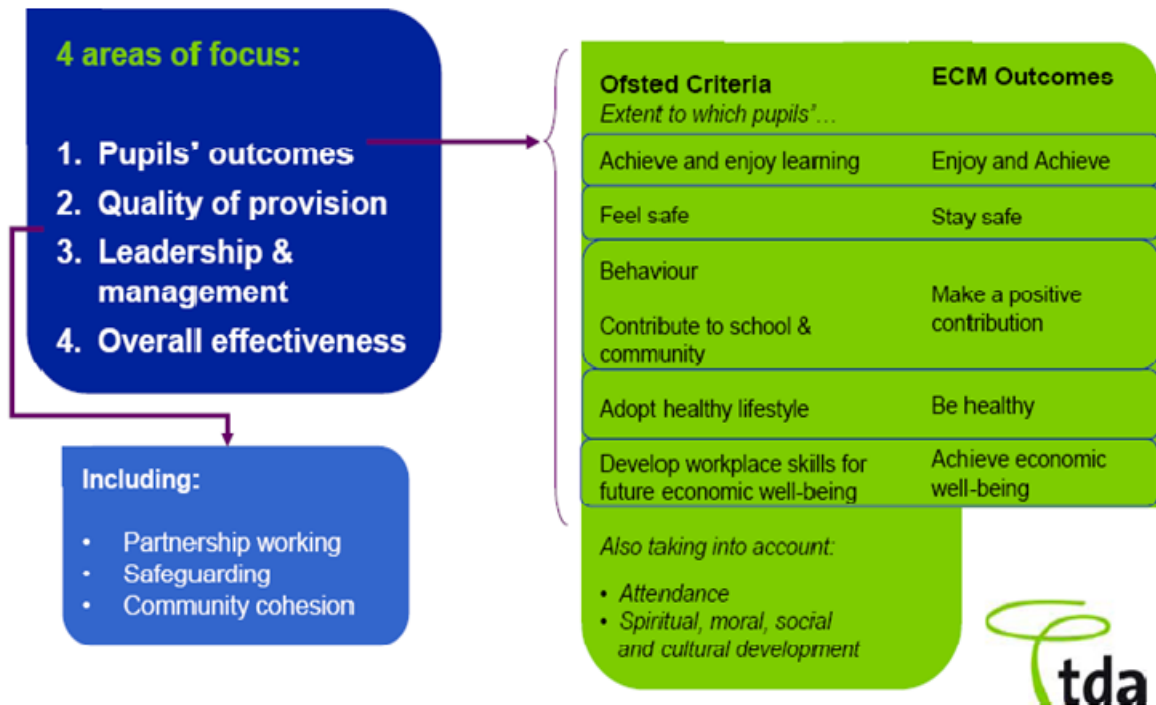 4 areas of focus:
1. Pupils' outcomes
2. Quality of provision
3. Leadership &
management
4. Overall effectiveness
Including:
• Partnership working
• Safeguarding
• Community cohesion
Ofsted Criteria ECM Outcomes
Extent to which pupils'...
Achieve and enjoy learning Enjoy and Achieve
Feel safe Stay safe
Behaviour
Contribute to school &
community
Make a positive
contribution
Adopt healthy lifestyle Be healthy
Develop workplace skills for
future economic well-being
Achieve economic
well-being
Also taking into account:
• Attendance
• Spiritual, moral, social
and cultural development
tda